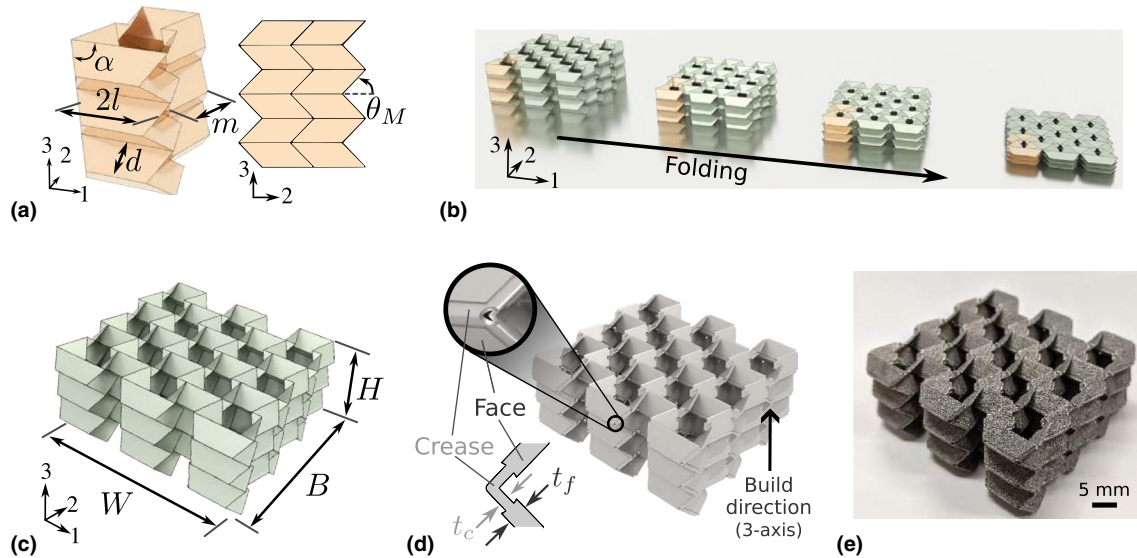 α
2l
m
d
3
2
1
θ_M
3
2
(a)
3
2
1
Folding
(b)
H
W
B
3
2
1
(c)
Face
Crease
t_f
t_c
Build
direction
(3-axis)
(d)
5 mm
(e)